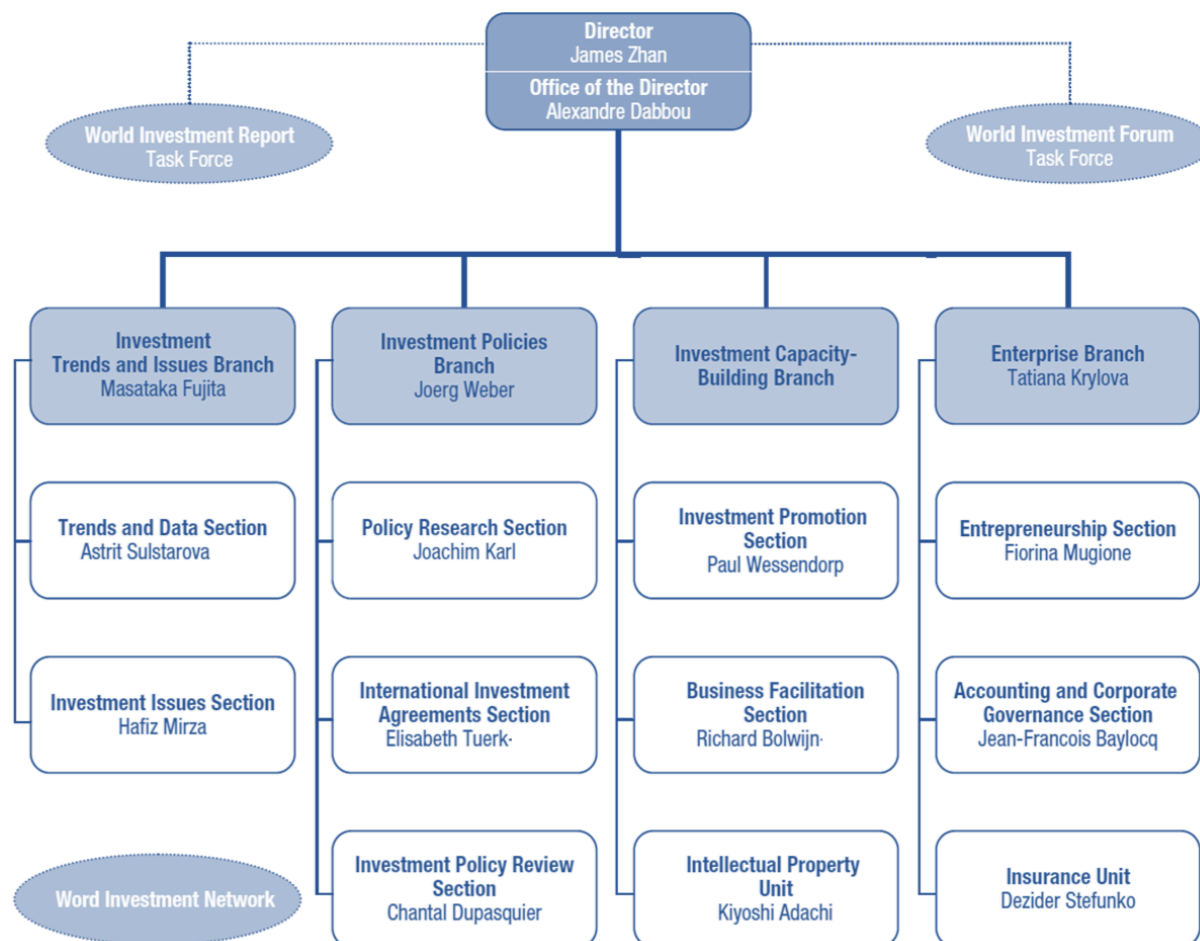 Director
James Zhan
Office of the Director
Alexandre Dabbou
World Investment Report
Task Force
World Investment Forum
Task Force
Investment
Trends and Issues Branch
Masataka Fujita
Investment Policies
Branch
Joerg Weber
Investment Capacity-
Building Branch
Enterprise Branch
Tatiana Krylova
Trends and Data Section
Astrit Sulstarova
Policy Research Section
Joachim Karl
Investment Promotion
Section
Paul Wessendorp
Entrepreneurship Section
Fiorina Mugione
Investment Issues Section
Hafiz Mirza
International Investment
Agreements Section
Elisabeth Tuerk·
Business Facilitation
Section
Richard Bolwijn·
Accounting and Corporate
Governance Section
Jean-Francois Baylocq
Word Investment Network
Investment Policy Review
Section
Chantal Dupasquier
Intellectual Property
Unit
Kiyoshi Adachi
Insurance Unit
Dezider Stefunko